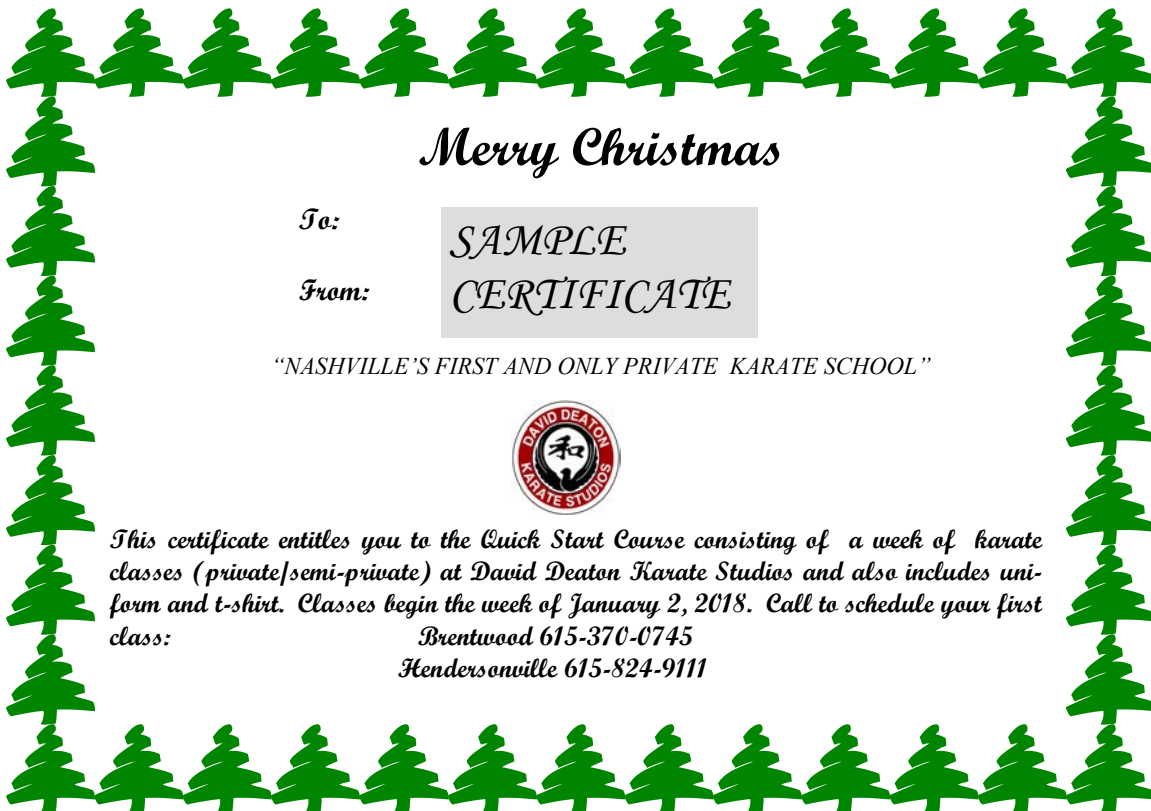 Merry Christmas
To:
SAMPLE
From:
CERTIFICATE
“NASHVILLE’S FIRST AND ONLY PRIVATE KARATE SCHOOL”
DAVID DEATON
和
KARATE STUDIOS
This certificate entitles you to the Quick Start Course consisting of a week of karate
classes (private/semi-private) at David Deaton Karate Studios and also includes uni-
form and t-shirt. Classes begin the week of January 2, 2018. Call to schedule your first
class: Brentwood 615-370-0745
Hendersonville 615-824-9111